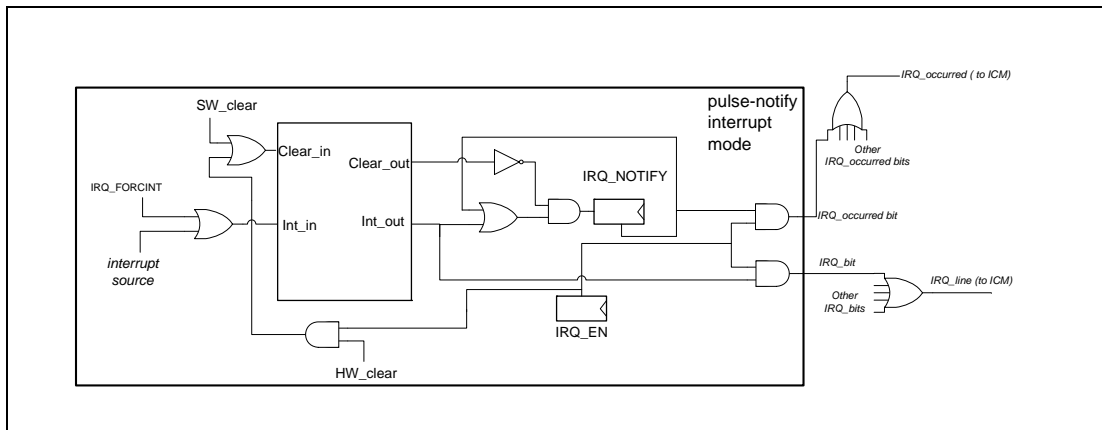 IRQ_occurred ( to ICM)
pulse-notify
interrupt
mode
SW_clear
Other
IRQ_occurred bits
Clear_in
Clear_out
IRQ_NOTIFY
IRQ_FORCINT
Int_in
Int_out
IRQ_occurred bit
interrupt
source
IRQ_bit
IRQ_line (to ICM)
Other
IRQ_bits
IRQ_EN
HW_clear